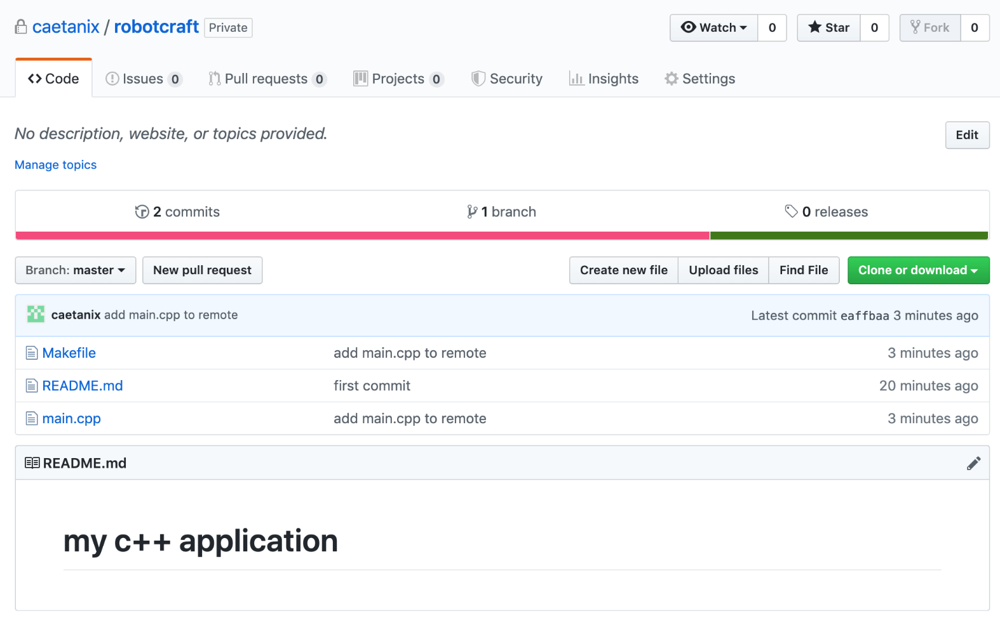 caetanix / robotcraft Private Watch 0 Star 0 Fork 0
Code Issues 0 Pull requests 0 Projects 0 Security Insights Settings
No description, website, or topics provided. Edit
Manage topics
2 commits 1 branch 0 releases
Branch: master New pull request Create new file Upload files Find File Clone or download
caetanix add main.cpp to remote Latest commit eaffbaa 3 minutes ago
Makefile add main.cpp to remote 3 minutes ago
README.md first commit 20 minutes ago
main.cpp add main.cpp to remote 3 minutes ago
README.md
my c++ application